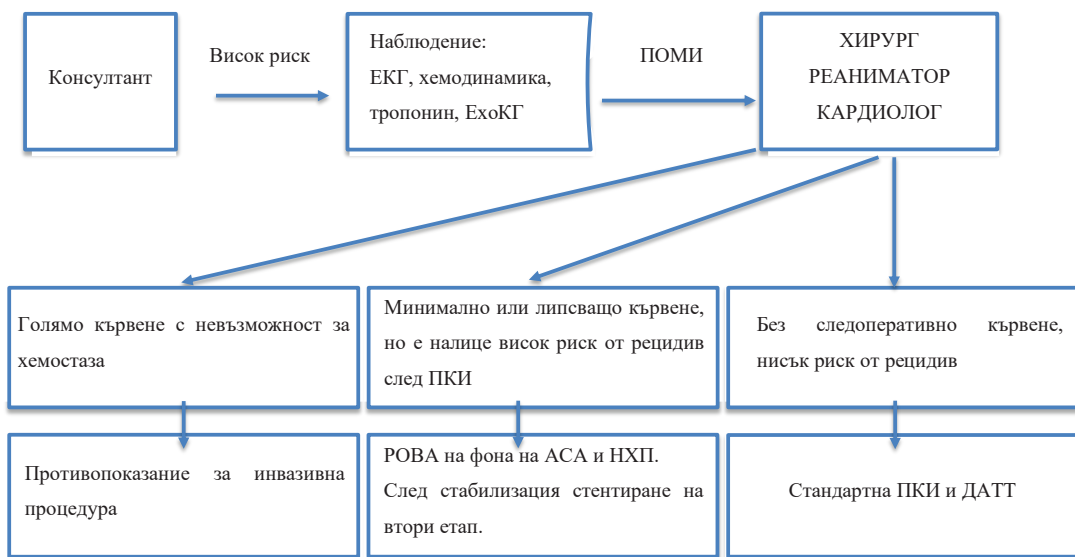 Консултант
Висок риск
Наблюдение:
ЕКГ, хемодинамика,
тропонин, ЕхоКГ
ПОМИ
ХИРУРГ
РЕАНИМАТОР
КАРДИОЛОГ
Голямо кървене с невъзможност за
хемостаза
Минимално или липсващо кървене,
но е налице висок риск от рецидив
след ПКИ
Без следоперативно кървене,
нисък риск от рецидив
Противопоказание за инвазивна
процедура
РОВА на фона на АСА и НХП.
След стабилизация стентиране на
втори етап.
Стандартна ПКИ и ДАТТ